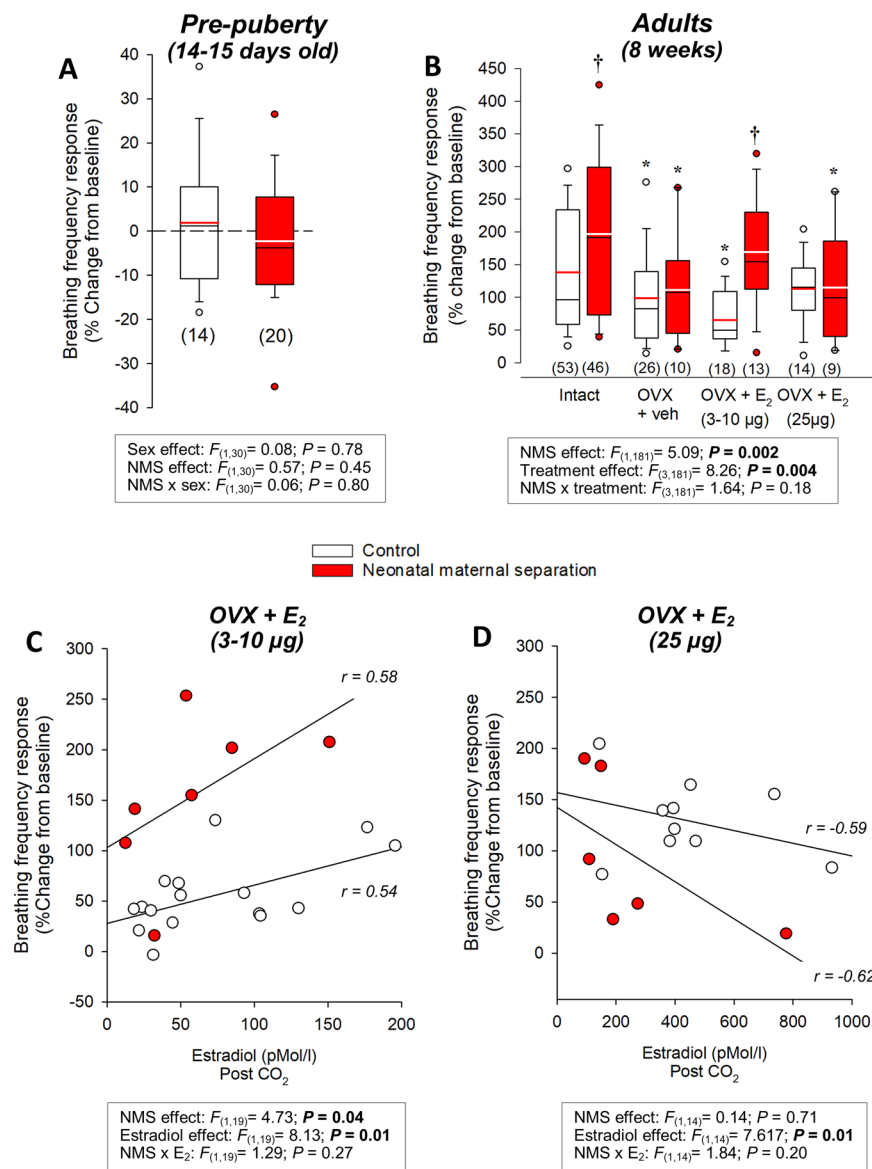 Pre-puberty
(14-15 days old)
A
Breathing frequency response
(% Change from baseline)
40
30
20
10
0
-10
-20
-30
-40
(14)
(20)
Sex effect: F(1,30)= 0.08; P = 0.78
NMS effect: F(1,30)= 0.57; P = 0.45
NMS x sex: F(1,30)= 0.06; P = 0.80
Adults
(8 weeks)
B
Breathing frequency response
(% change from baseline)
450
400
350
300
250
200
150
100
50
0
†
*
*
*
†
*
(53) (46) (26) (10) (18) (13) (14) (9)
Intact
OVX
+ veh
OVX + E2
(3-10 µg)
OVX + E2
(25µg)
NMS effect: F(1,181)= 5.09; P = 0.002
Treatment effect: F(3,181)= 8.26; P = 0.004
NMS x treatment: F(3,181)= 1.64; P = 0.18
Control
Neonatal maternal separation
OVX + E2
(3-10 µg)
C
Breathing frequency response
(%Change from baseline)
300
250
200
150
100
50
0
-50
r = 0.58
r = 0.54
0 50 100 150 200
Estradiol (pMol/l)
Post CO2
NMS effect: F(1,19)= 4.73; P = 0.04
Estradiol effect: F(1,19)= 8.13; P = 0.01
NMS x E2: F(1,19)= 1.29; P = 0.27
OVX + E2
(25 µg)
D
Breathing frequency response
(%Change from baseline)
300
250
200
150
100
50
0
r = -0.59
r = -0.62
0 200 400 600 800 1000
Estradiol (pMol/l)
Post CO2
NMS effect: F(1,14)= 0.14; P = 0.71
Estradiol effect: F(1,14)= 7.617; P = 0.01
NMS x E2: F(1,14)= 1.84; P = 0.20